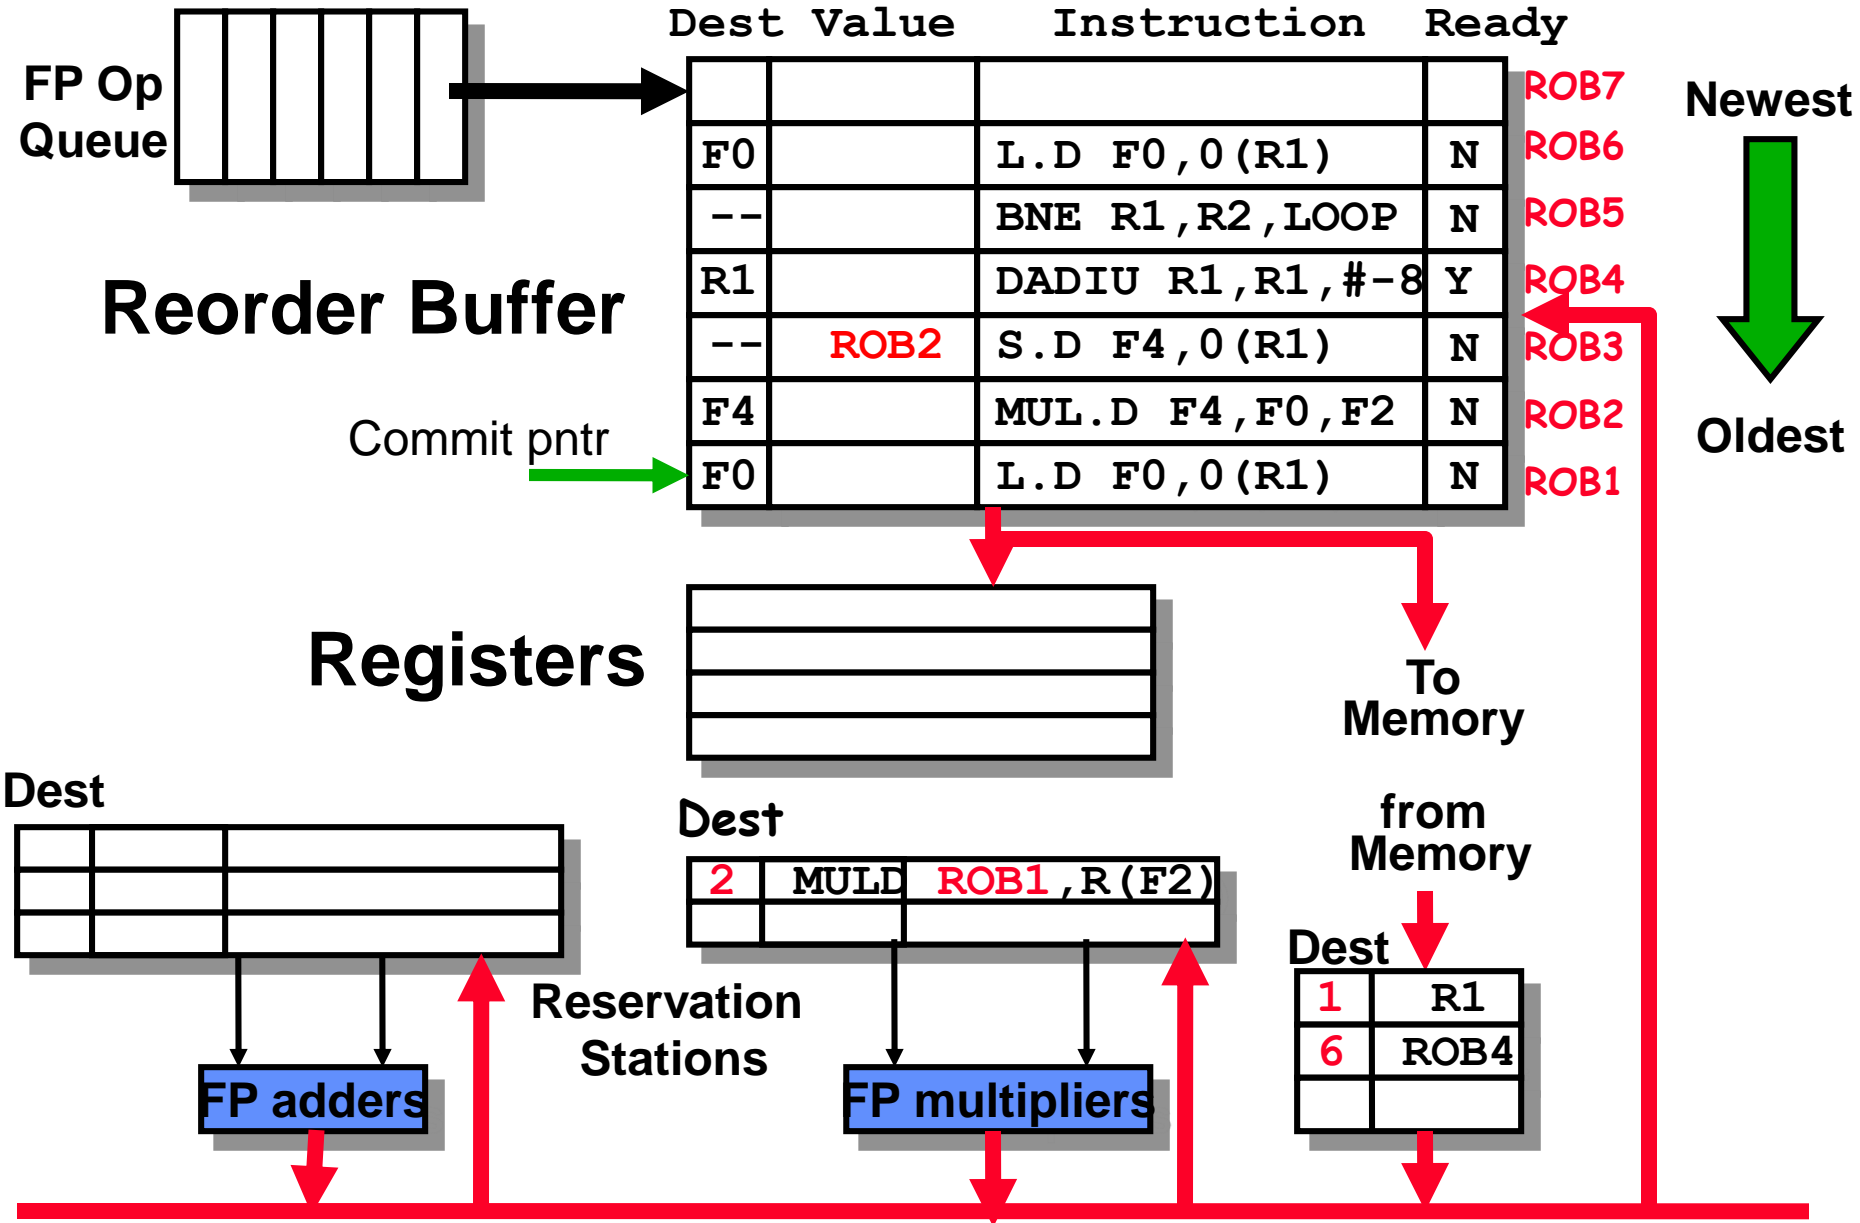 Dest Value Instruction Ready
FP Op
Queue
ROB7
Newest
F0 L.D F0,0(R1) N ROB6
-- BNE R1,R2,LOOP N ROB5
Reorder Buffer
R1 DADIU R1,R1,#-8 Y ROB4
-- ROB2 S.D F4,0(R1) N ROB3
F4 MUL.D F4,F0,F2 N ROB2
Oldest
Commit pntr
F0 L.D F0,0(R1) N ROB1
Registers
To
Memory
Dest
Dest
from
Memory
2 MULD ROB1,R(F2)
Dest
1 R1
6 ROB4
Reservation
Stations
FP adders
FP multipliers